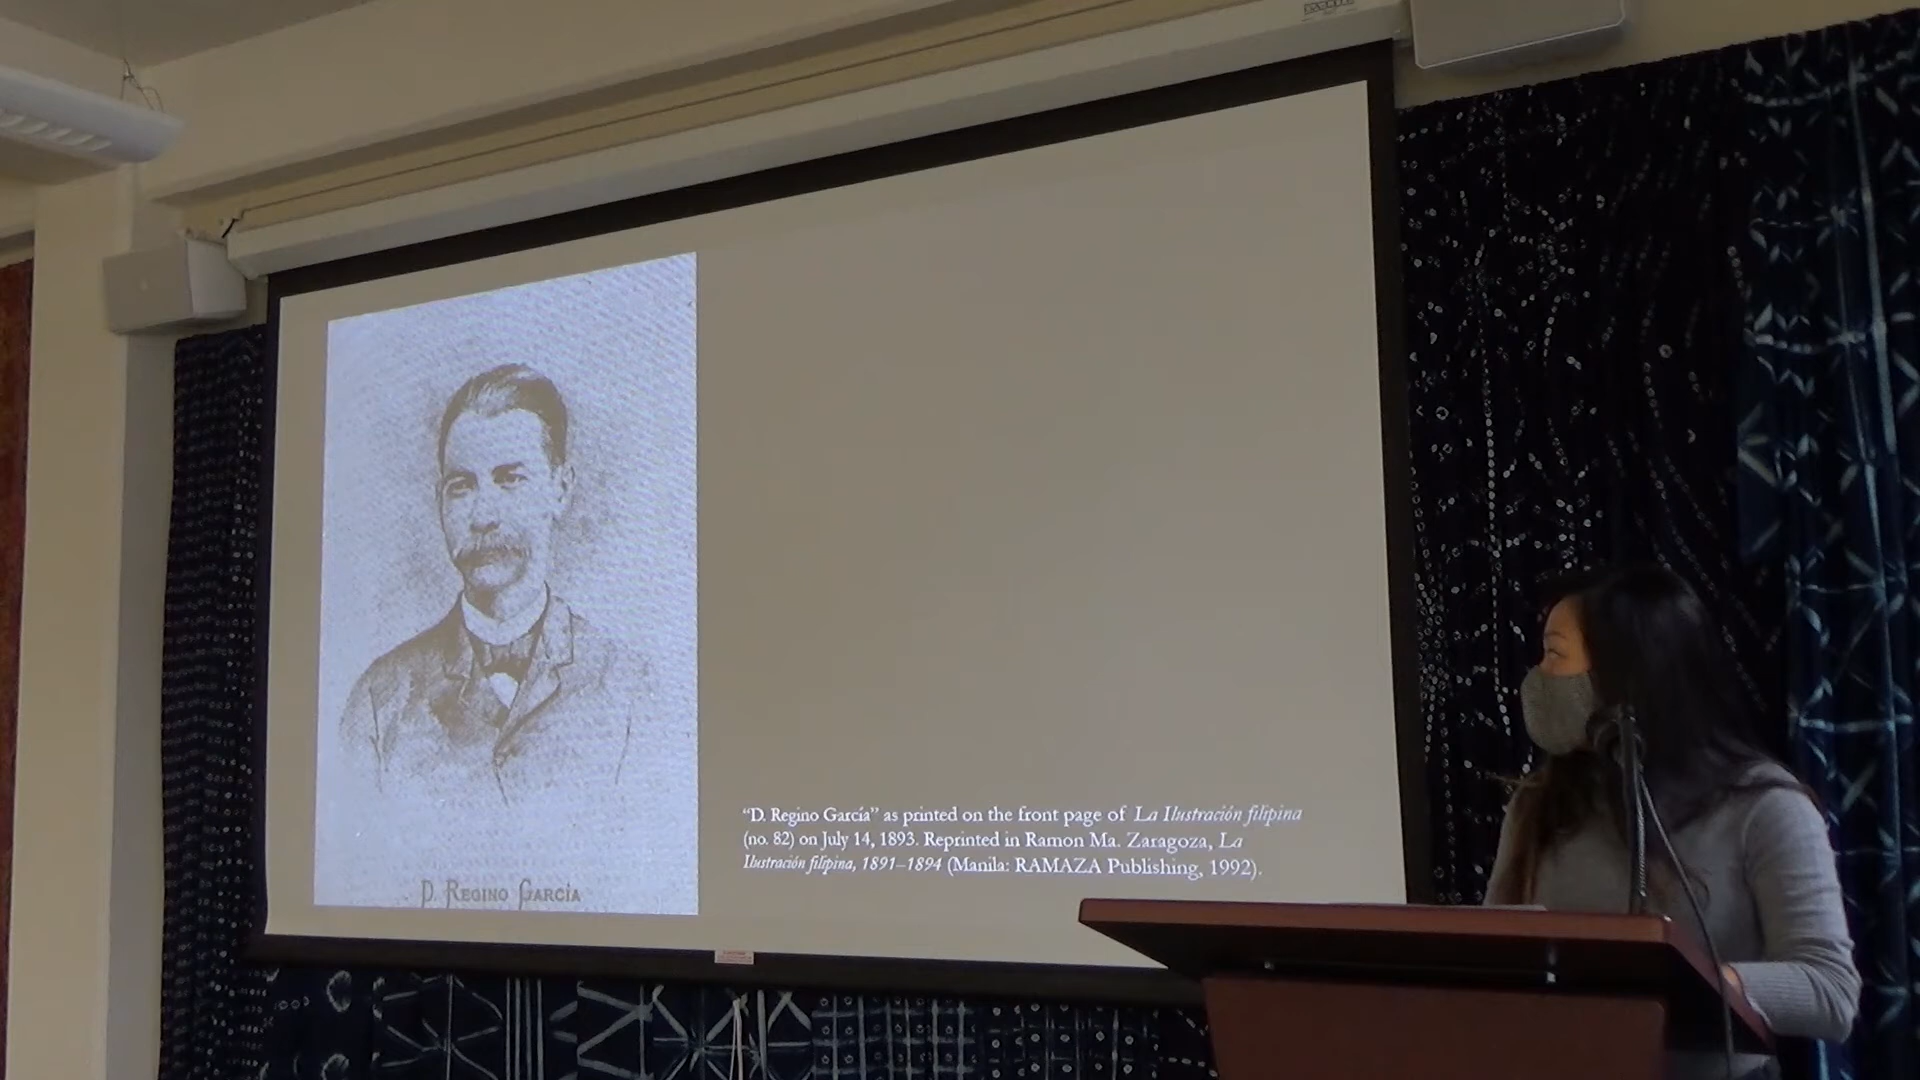 D. REGINO GARCÍA
“D. Regino García” as printed on the front page of La Ilustración filipina
(no. 82) on July 14, 1893. Reprinted in Ramon Ma. Zaragoza, La
Ilustración filipina, 1891–1894 (Manila: RAMAZA Publishing, 1992).